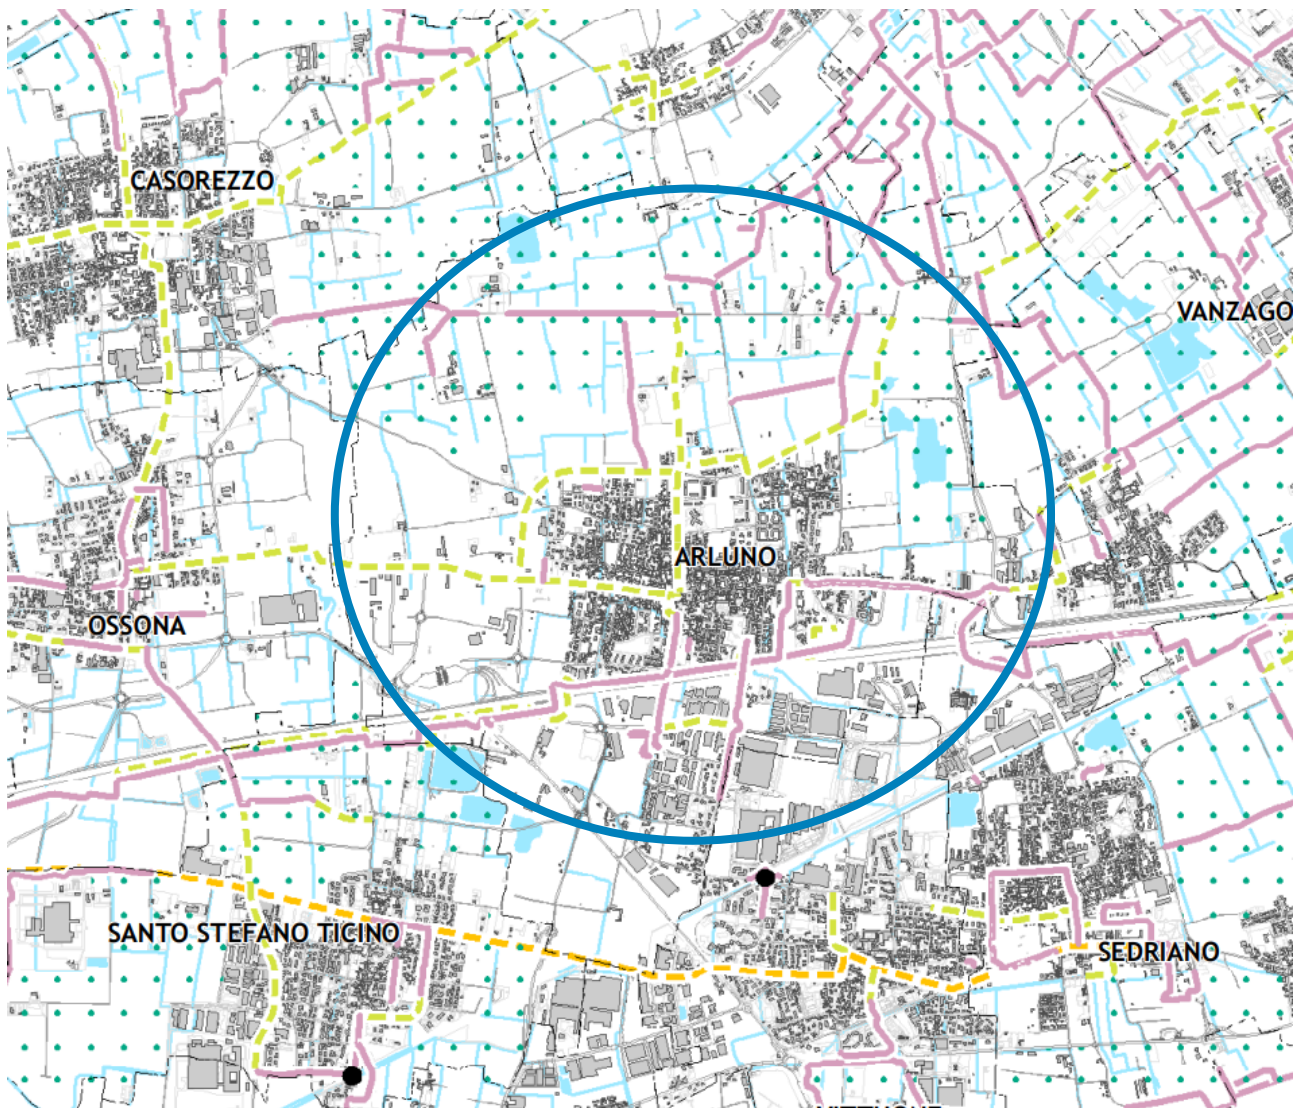 CASOREZZO
VANZAGO
ARLUNO
OSSONA
SANTO STEFANO TICINO
SEDRIANO